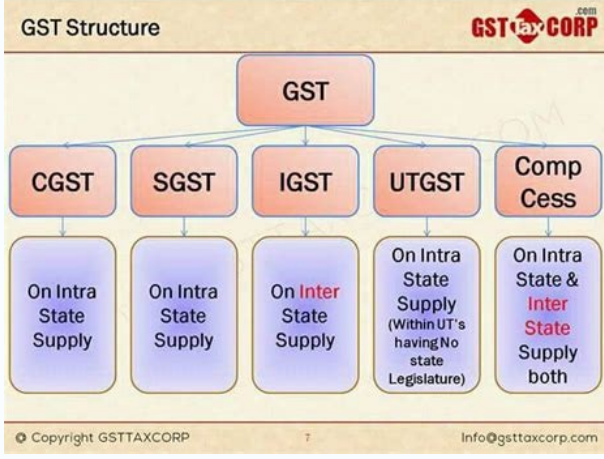 GST Structure
.com
GST Tax CORP
GST
CGST
SGST
IGST
UTGST
Comp
Cess
On Intra
State
Supply
On Intra
State
Supply
On Inter
State
Supply
On Intra
State
Supply
(Within UT's
having No
state
Legislature)
On Intra
State &
Inter
State
Supply
both
© Copyright GSTTAXCORP
7
Info@gsttaxcorp.com